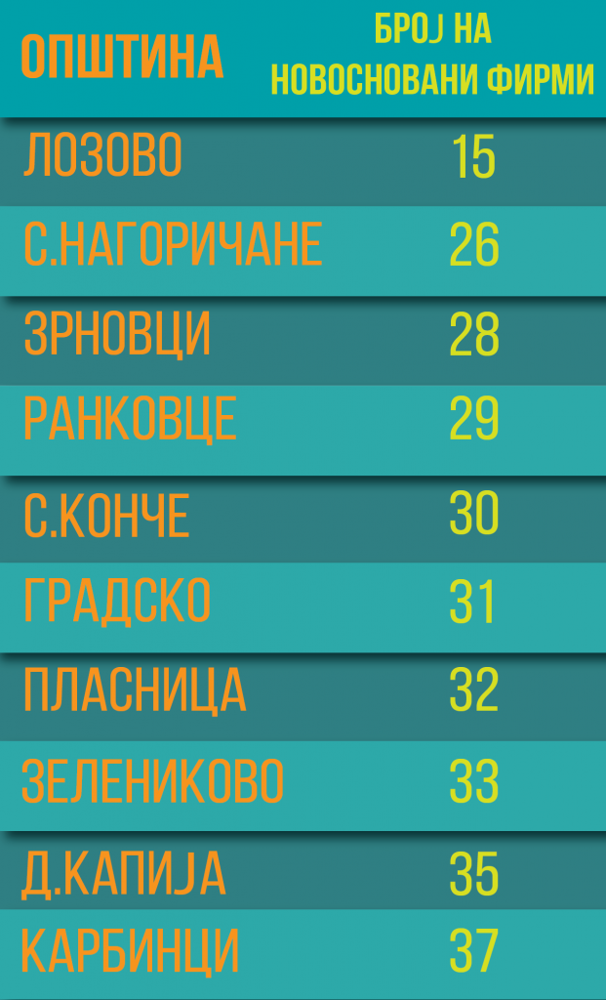 ОПШТИНА
БРОЈ НА
НОВОСНОВАНИ ФИРМИ
ЛОЗОВО 15
С.НАГОРИЧАНЕ 26
ЗРНОВЦИ 28
РАНКОВЦЕ 29
С.КОНЧЕ 30
ГРАДСКО 31
ПЛАСНИЦА 32
ЗЕЛЕНИКОВО 33
Д.КАПИЈА 35
КАРБИНЦИ 37